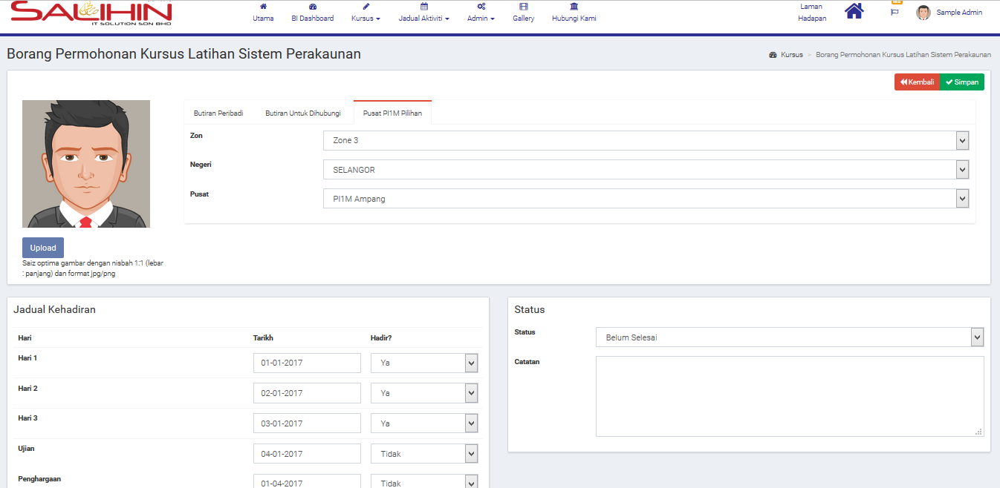 SALIHIN
IT SOLUTION SDN BHD
Utama
BI Dashboard
Kursus
Jadual Aktiviti
Admin
Gallery
Hubungi Kami
Laman
Hadapan
Sample Admin
Borang Permohonan Kursus Latihan Sistem Perakaunan
Kursus > Borang Permohonan Kursus Latihan Sistem Perakaunan
Kembali
Simpan
Butiran Peribadi
Butiran Untuk Dihubungi
Pusat PI1M Pilihan
Zon
Zone 3
Negeri
SELANGOR
Pusat
PI1M Ampang
Upload
Saiz optima gambar dengan nisbah 1:1 (lebar
: panjang) dan format jpg/png
Jadual Kehadiran
Hari Tarikh Hadir?
Hari 1 01-01-2017 Ya
Hari 2 02-01-2017 Ya
Hari 3 03-01-2017 Ya
Ujian 04-01-2017 Tidak
Penghargaan 01-04-2017 Tidak
Status
Status
Belum Selesai
Catatan